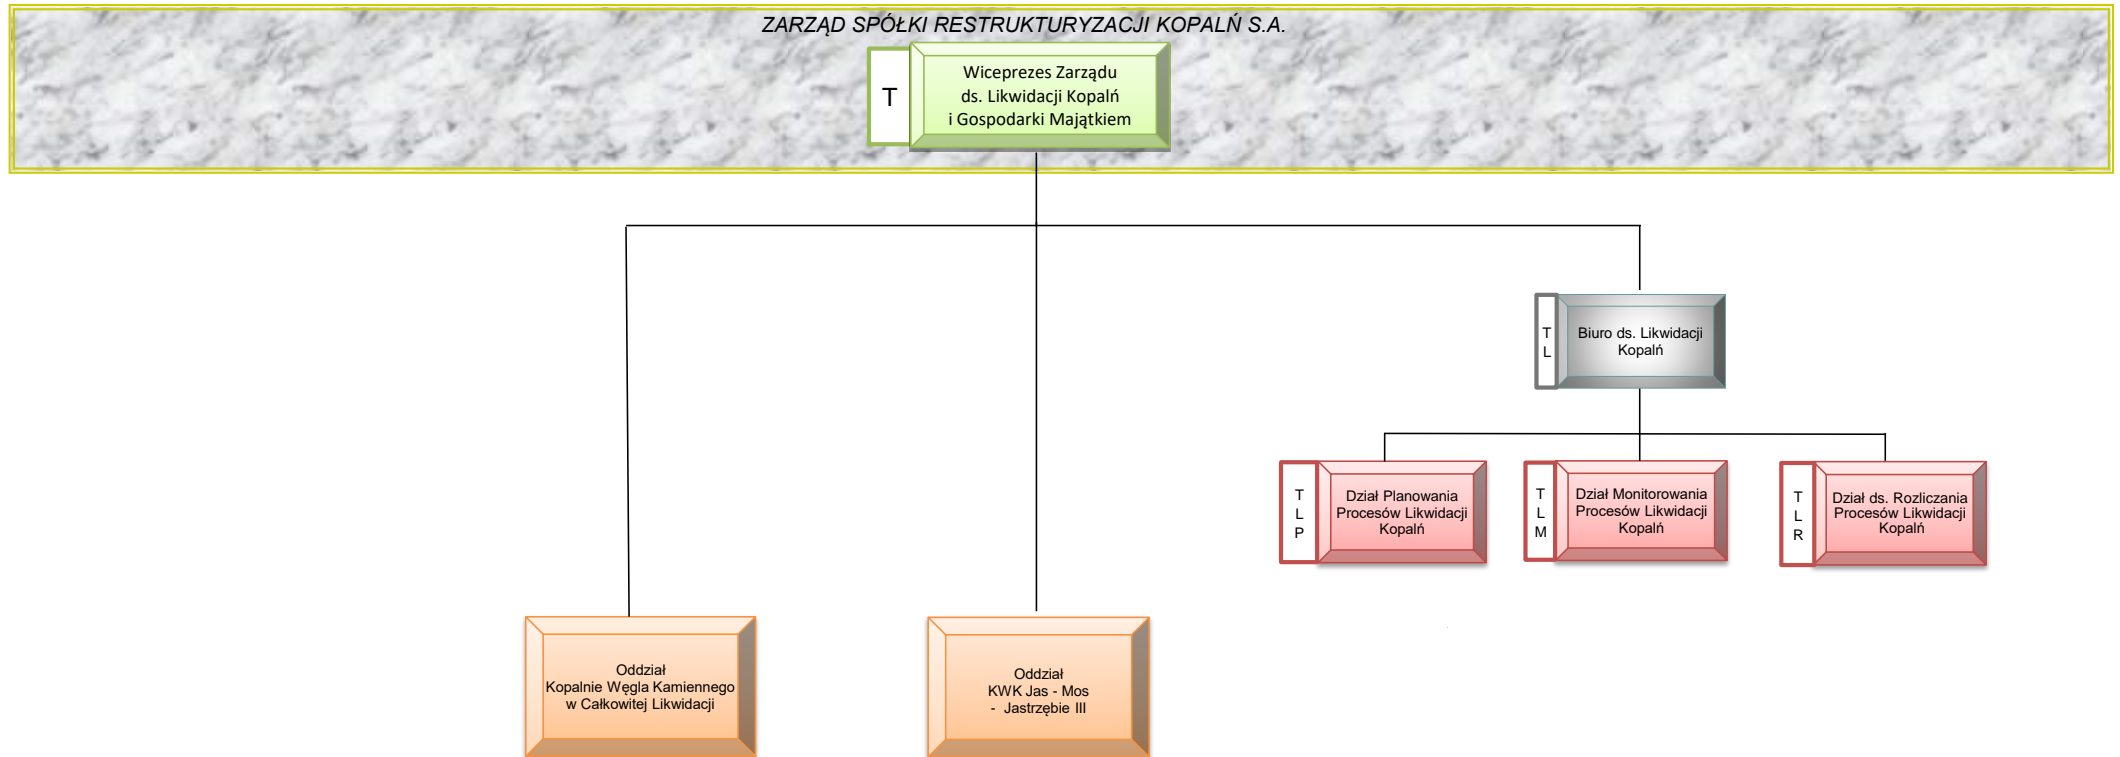 ZARZĄD SPÓŁKI RESTRUKTURYZACJI KOPALŃ S.A.
T
Wiceprezes Zarządu
ds. Likwidacji Kopalń
i Gospodarki Majątkiem
T
L
Biuro ds. Likwidacji
Kopalń
T
L
P
Dział Planowania
Procesów Likwidacji
Kopalń
T
L
M
Dział Monitorowania
Procesów Likwidacji
Kopalń
T
L
R
Dział ds. Rozliczania
Procesów Likwidacji
Kopalń
Oddział
Kopalnie Węgla Kamiennego
w Całkowitej Likwidacji
Oddział
KWK Jas - Mos
- Jastrzębie III